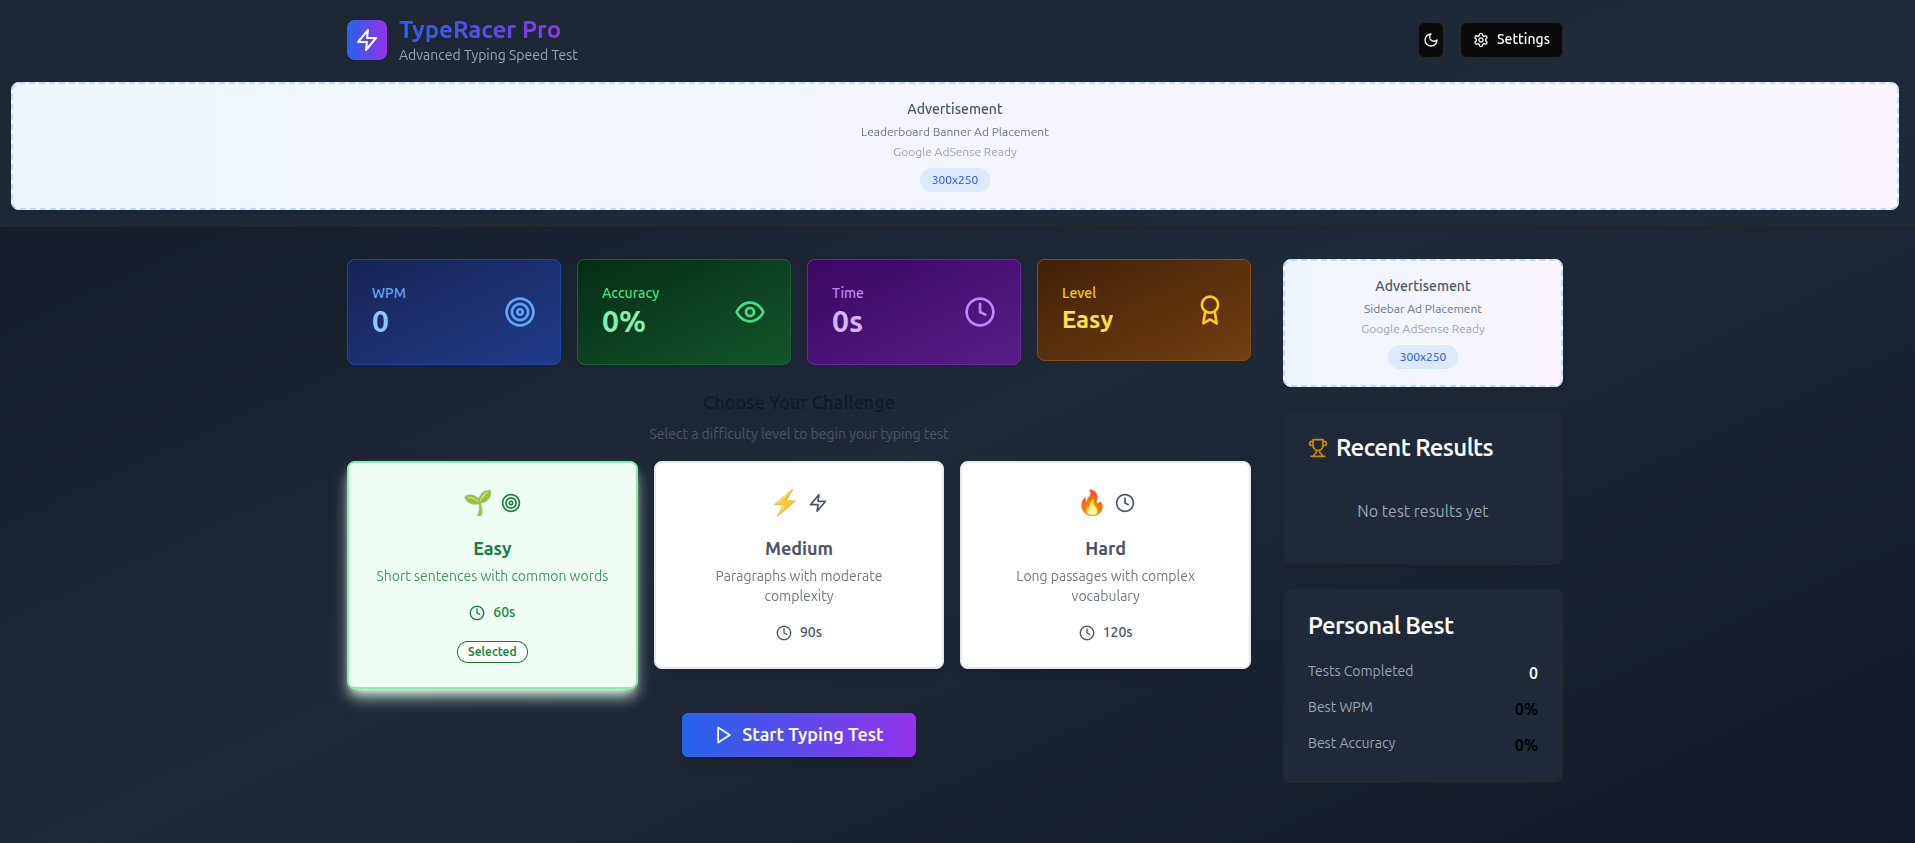 TypeRacer Pro
Advanced Typing Speed Test
Settings
Advertisement
Leaderboard Banner Ad Placement
Google AdSense Ready
300x250
WPM
0
Accuracy
0%
Time
0s
Level
Easy
Advertisement
Sidebar Ad Placement
Google AdSense Ready
300x250
Choose Your Challenge
Select a difficulty level to begin your typing test
Easy
Short sentences with common words
60s
Selected
Medium
Paragraphs with moderate
complexity
90s
Hard
Long passages with complex
vocabulary
120s
Start Typing Test
Recent Results
No test results yet
Personal Best
Tests Completed 0
Best WPM 0%
Best Accuracy 0%